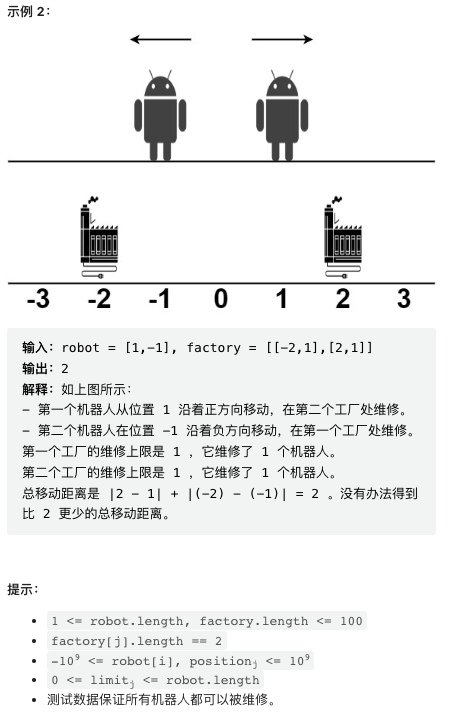 示例 2：
-3 -2 -1 0 1 2 3
输入：robot = [1,-1], factory = [[-2,1],[2,1]]
输出：2
解释：如上图所示：
- 第一个机器人从位置 1 沿着正方向移动，在第二个工厂处维修。
- 第二个机器人在位置 -1 沿着负方向移动，在第一个工厂处维修。
第一个工厂的维修上限是 1 ，它维修了 1 个机器人。
第二个工厂的维修上限是 1 ，它维修了 1 个机器人。
总移动距离是 |2 - 1| + |(-2) - (-1)| = 2 。没有办法得到
比 2 更少的总移动距离。
提示：
• 1 <= robot.length, factory.length <= 100
• factory[j].length == 2
• -10⁹ <= robot[i], positionⱼ <= 10⁹
• 0 <= limitⱼ <= robot.length
• 测试数据保证所有机器人都可以被维修。